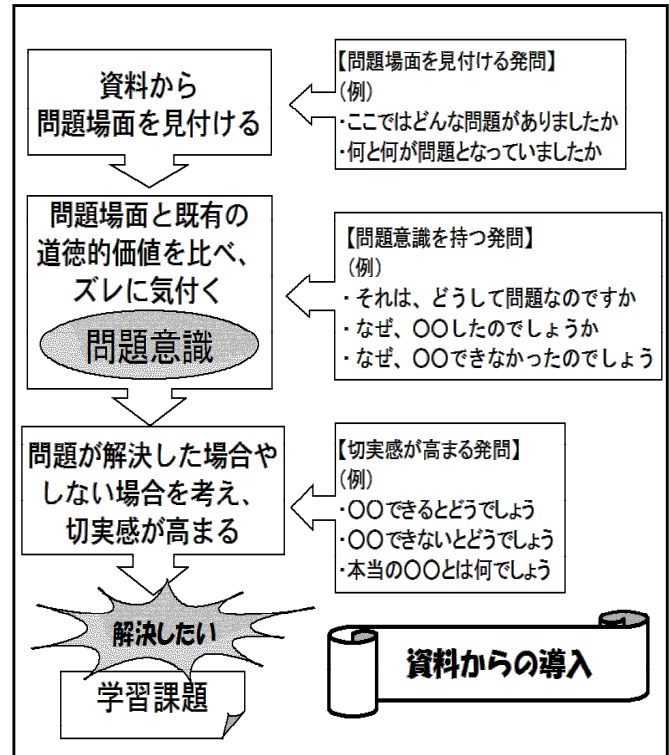 資料から
問題場面を見付ける
【問題場面を見付ける発問】
（例）
・ここではどんな問題がありましたか
・何と何が問題となっていましたか
問題場面と既有の
道徳的価値を比べ、
ズレに気付く
問題意識
【問題意識を持つ発問】
（例）
・それは、どうして問題なのですか
・なぜ、〇〇したのでしょうか
・なぜ、〇〇できなかったのでしょう
問題が解決した場合や
しない場合を考え、
切実感が高まる
【切実感が高まる発問】
（例）
・〇〇できるとどうでしょう
・〇〇できないとどうでしょう
・本当の〇〇とは何でしょう
解決したい
学習課題
資料からの導入